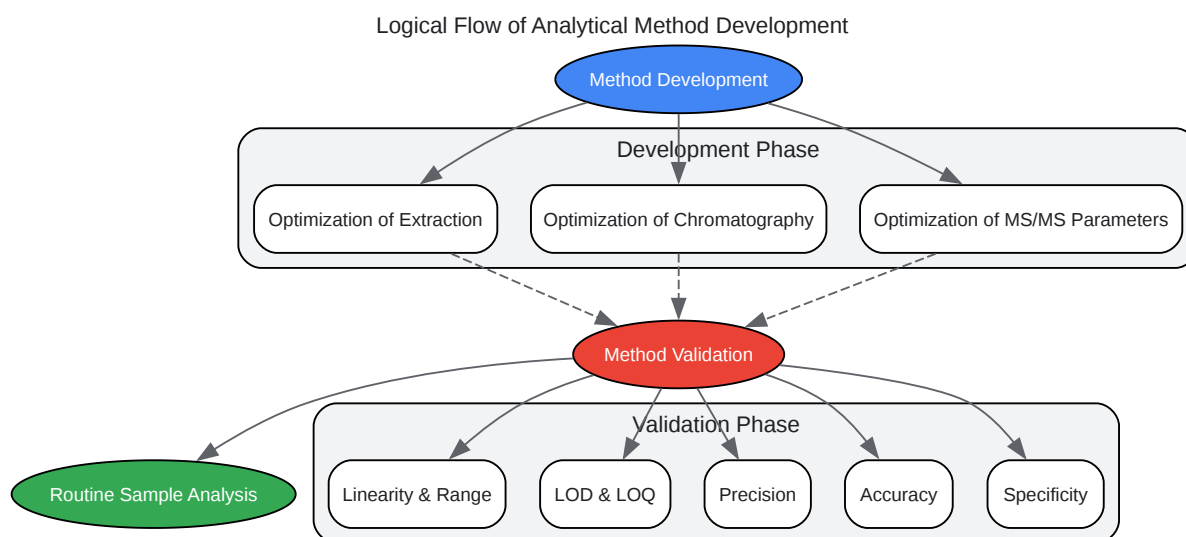 Logical Flow of Analytical Method Development
Method Development
Development Phase
Optimization of Extraction
Optimization of Chromatography
Optimization of MS/MS Parameters
Method Validation
Validation Phase
Routine Sample Analysis
Linearity & Range
LOD & LOQ
Precision
Accuracy
Specificity